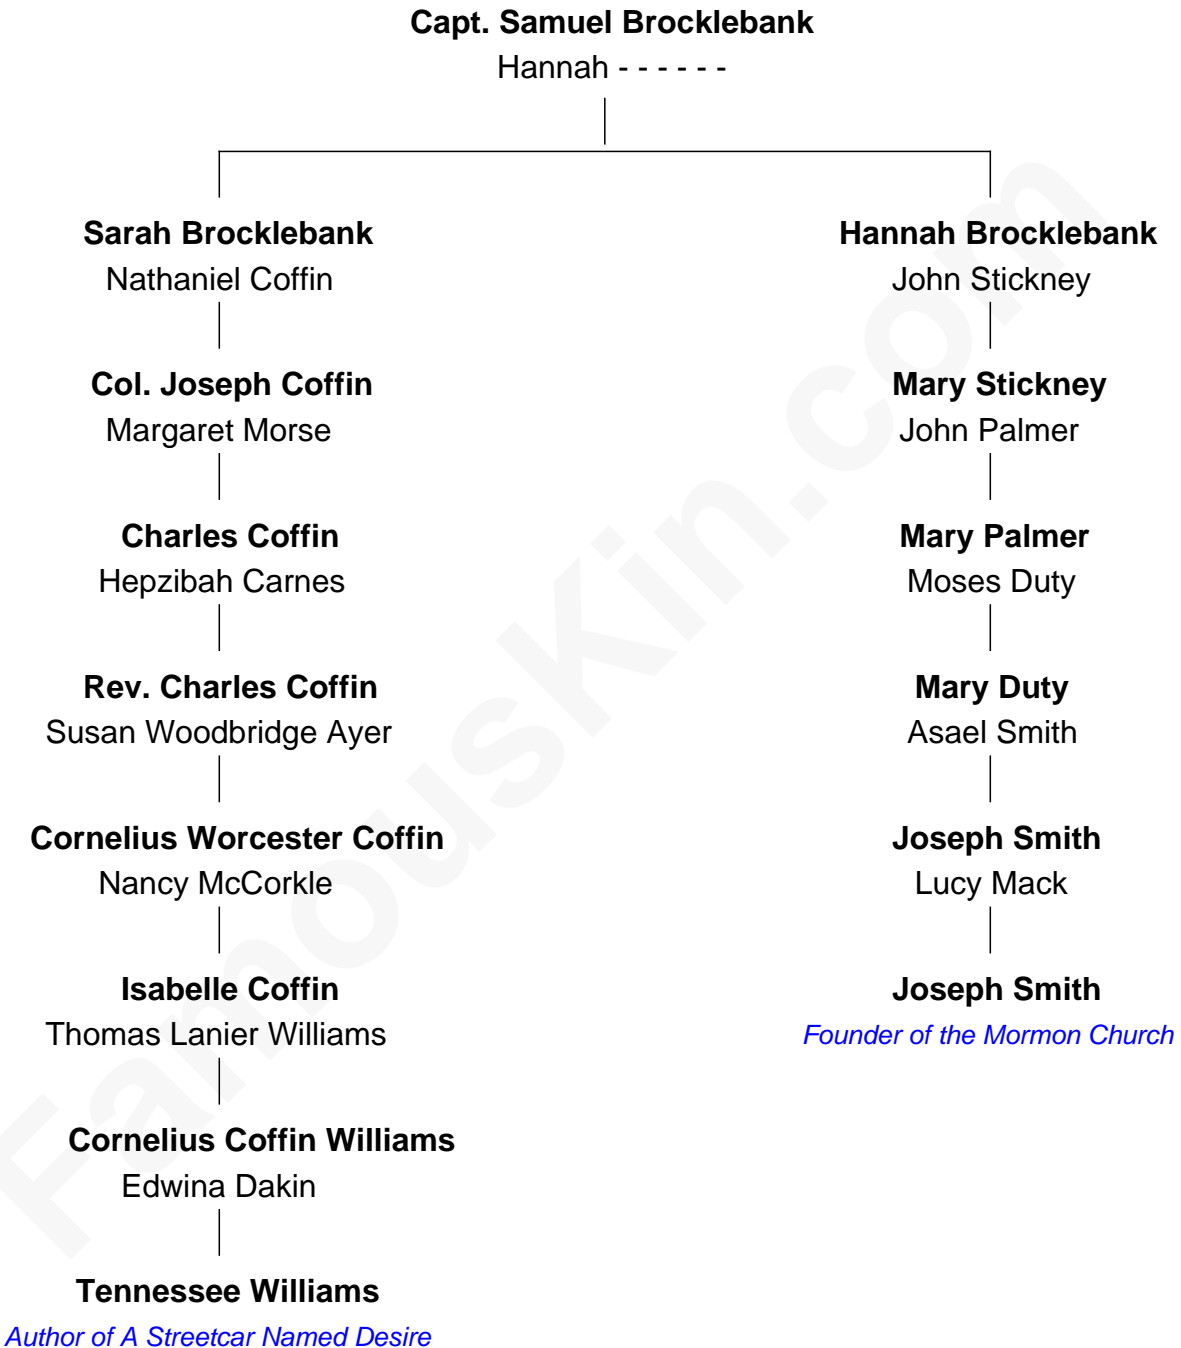 Capt. Samuel Brocklebank
Hannah - - - - - -
Sarah Brocklebank
Nathaniel Coffin
Col. Joseph Coffin
Margaret Morse
Charles Coffin
Hepzibah Carnes
Rev. Charles Coffin
Susan Woodbridge Ayer
Cornelius Worcester Coffin
Nancy McCorkle
Isabelle Coffin
Thomas Lanier Williams
Cornelius Coffin Williams
Edwina Dakin
Tennessee Williams
Author of A Streetcar Named Desire
Hannah Brocklebank
John Stickney
Mary Stickney
John Palmer
Mary Palmer
Moses Duty
Mary Duty
Asael Smith
Joseph Smith
Lucy Mack
Joseph Smith
Founder of the Mormon Church
FamousKin.com